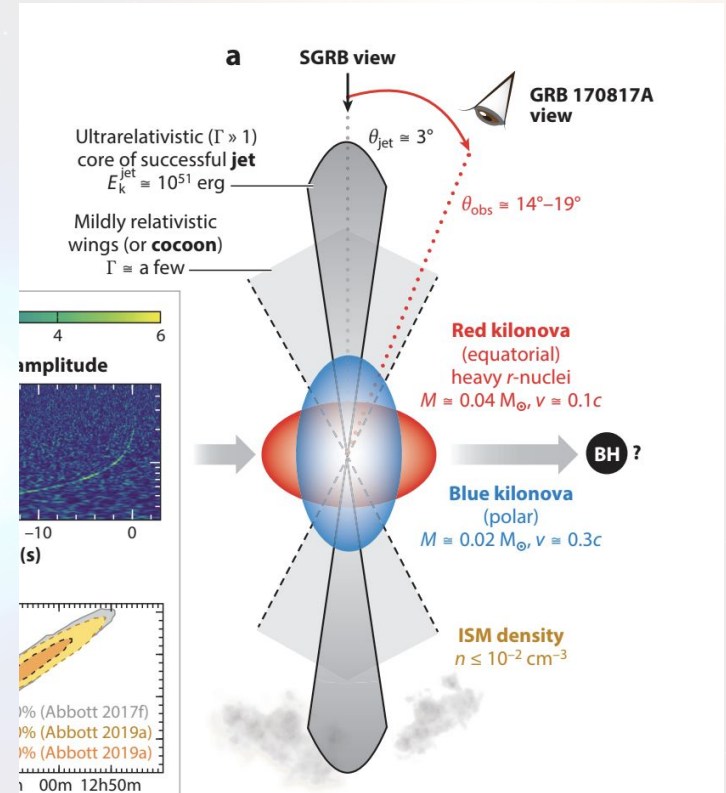 a
SGRB view
GRB 170817A
view
θjet ≅ 3°
Ultrarelativistic (Γ » 1)
core of successful jet
E_k^jet ≅ 10⁵¹ erg
θobs ≅ 14°–19°
Mildly relativistic
wings (or cocoon)
Γ ≅ a few
4 6
amplitude
Red kilonova
(equatorial)
heavy r-nuclei
M ≅ 0.04 M⊙, v ≅ 0.1c
BH ?
Blue kilonova
(polar)
M ≅ 0.02 M⊙, v ≅ 0.3c
−10 0
(s)
ISM density
n ≤ 10⁻² cm⁻³
0% (Abbott 2017f)
0% (Abbott 2019a)
0% (Abbott 2019a)
00m 12h50m